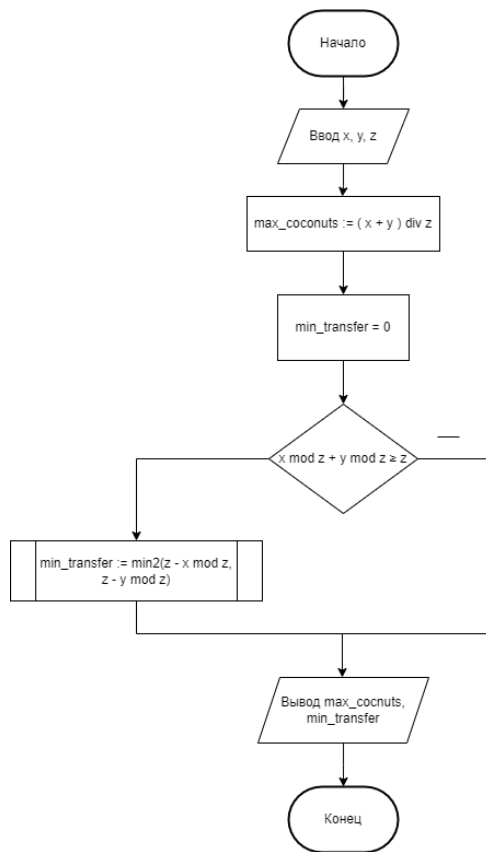 Начало
Ввод x, y, z
max_coconuts := ( x + y ) div z
min_transfer = 0
x mod z + y mod z ≥ z
min_transfer := min2(z - x mod z,
z - y mod z)
Вывод max_cocnuts,
min_transfer
Конец